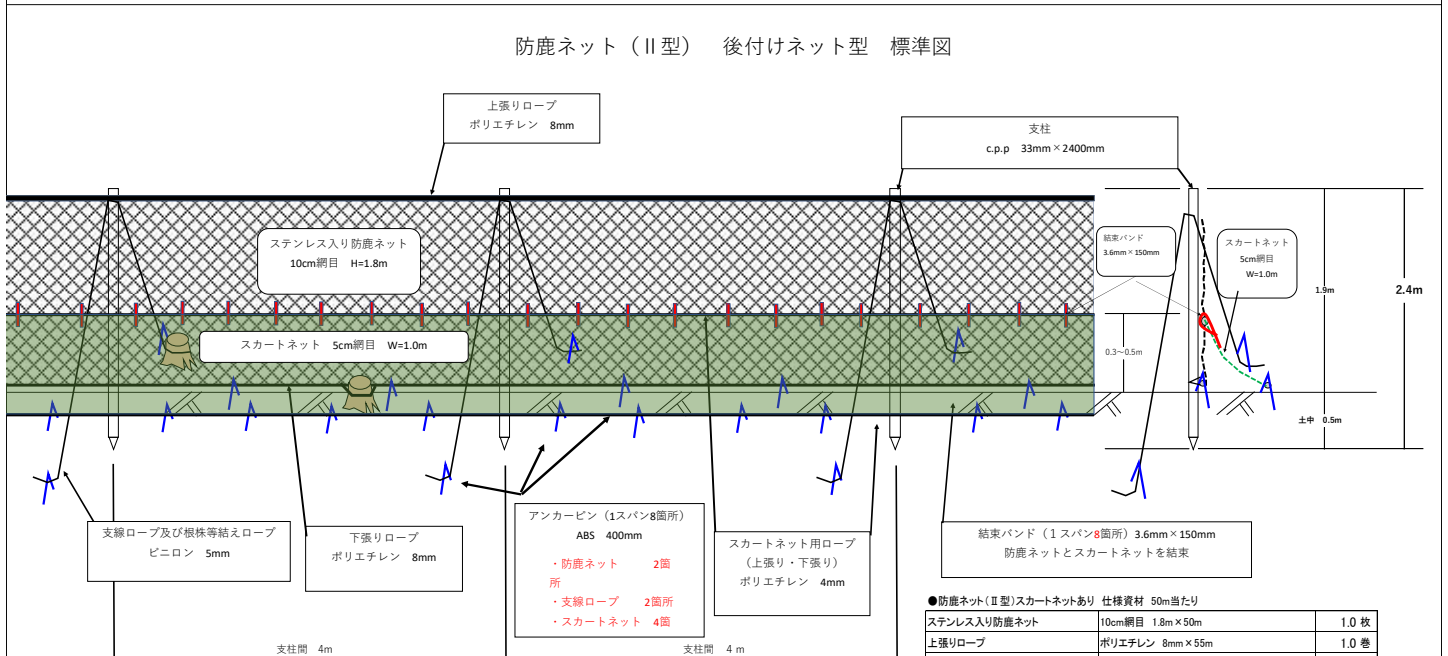 防鹿ネット（Ⅱ型）　後付けネット型　標準図
上張りロープ
ポリエチレン　8mm
支柱
c.p.p　33mm×2400mm
ステンレス入り防鹿ネット
10cm網目　H=1.8m
結束バンド
3.6mm×150mm
スカートネット
5cm網目
W=1.0m
1.9m
2.4m
スカートネット　5cm網目　W=1.0m
0.3～0.5m
土中　0.5m
支線ロープ及び根株等結えロープ
ビニロン　5mm
下張りロープ
ポリエチレン　8mm
アンカーピン（1スパン8箇所）
ABS　400mm
・防鹿ネット　　2箇
所
・支線ロープ　　2箇所
・スカートネット　4箇
スカートネット用ロープ
（上張り・下張り）
ポリエチレン　4mm
結束バンド（１スパン8箇所）3.6mm×150mm
防鹿ネットとスカートネットを結束
●防鹿ネット(Ⅱ型)スカートネットあり　仕様資材　50m当たり
ステンレス入り防鹿ネット　10cm網目　1.8m×50m　1.0 枚
上張りロープ　ポリエチレン　8mm×55m　1.0 巻
支柱間　4m
支柱間　4ｍ